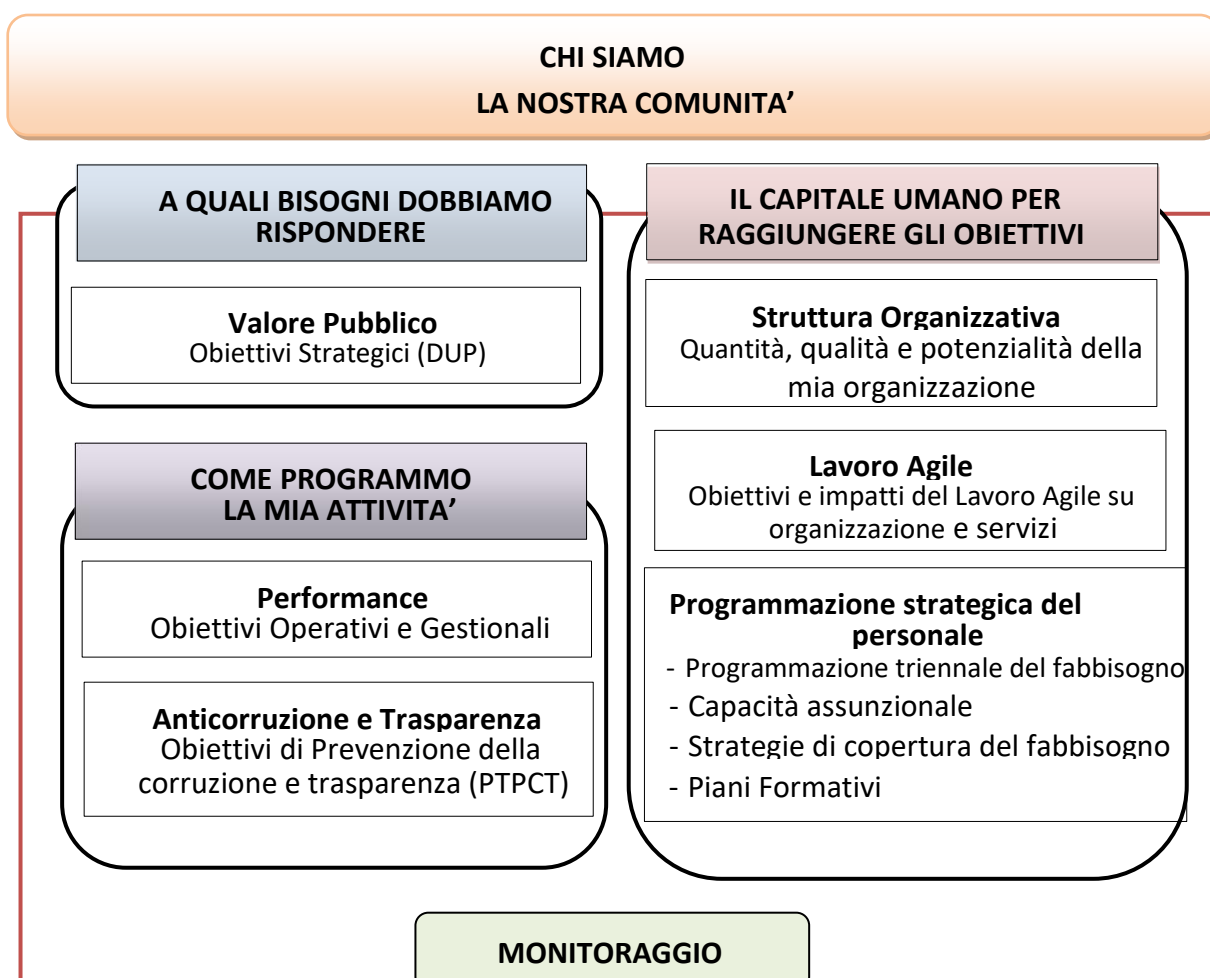 CHI SIAMO
LA NOSTRA COMUNITA’
A QUALI BISOGNI DOBBIAMO
RISPONDERE
Valore Pubblico
Obiettivi Strategici (DUP)
COME PROGRAMMO
LA MIA ATTIVITA’
Performance
Obiettivi Operativi e Gestionali
Anticorruzione e Trasparenza
Obiettivi di Prevenzione della
corruzione e trasparenza (PTPCT)
IL CAPITALE UMANO PER
RAGGIUNGERE GLI OBIETTIVI
Struttura Organizzativa
Quantità, qualità e potenzialità della
mia organizzazione
Lavoro Agile
Obiettivi e impatti del Lavoro Agile su
organizzazione e servizi
Programmazione strategica del
personale
- Programmazione triennale del fabbisogno
- Capacità assunzionale
- Strategie di copertura del fabbisogno
- Piani Formativi
MONITORAGGIO